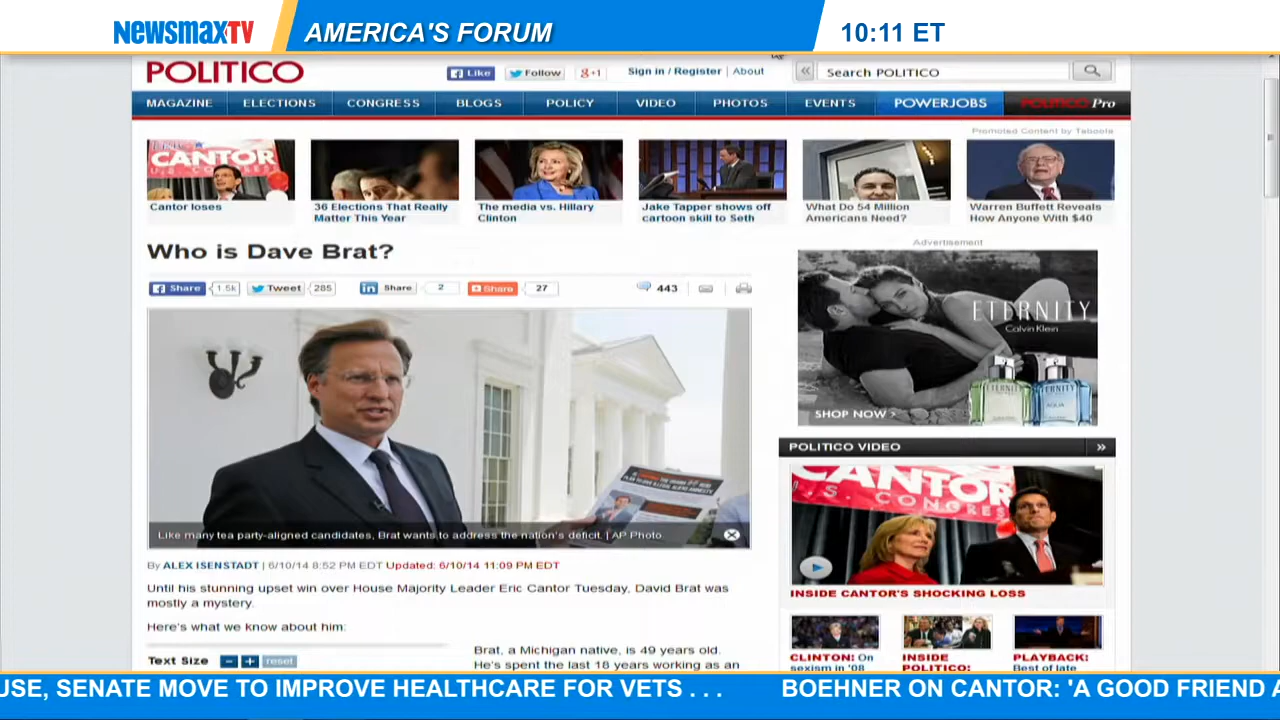 NEWSMAXTV
AMERICA'S FORUM
10:11 ET
POLITICO
Like
Follow
+1
Sign in / Register | About
Search POLITICO
MAGAZINE
ELECTIONS
CONGRESS
BLOGS
POLICY
VIDEO
PHOTOS
EVENTS
POWERJOBS
POLITICO Pro
Promoted Content by Taboola
CANTOR
U.S. CONGRESS
Cantor loses
36 Elections That Really
Matter This Year
The media vs. Hillary
Clinton
Jake Tapper shows off
cartoon skill to Seth
What Do 54 Million
Americans Need?
Warren Buffett Reveals
How Anyone With $40
Who is Dave Brat?
Share
1.5k
Tweet
285
in Share
2
Share
27
443
Advertisement
ETERNITY
Calvin Klein
ETERNITY
AQUA
SHOP NOW >
Like many tea party-aligned candidates, Brat wants to address the nation's deficit. | AP Photo
By ALEX ISENSTADT | 6/10/14 8:52 PM EDT Updated: 6/10/14 11:09 PM EDT
Until his stunning upset win over House Majority Leader Eric Cantor Tuesday, David Brat was
mostly a mystery.
Here's what we know about him:
Text Size
-
+
reset
Brat, a Michigan native, is 49 years old.
He's spent the last 18 years working as an
POLITICO VIDEO
»
CANTOR
U.S. CONGRESS
INSIDE CANTOR'S SHOCKING LOSS
CLINTON: On
sexism in '08
INSIDE
POLITICO:
PLAYBACK:
Best of late
USE, SENATE MOVE TO IMPROVE HEALTHCARE FOR VETS . . .
BOEHNER ON CANTOR: 'A GOOD FRIEND A